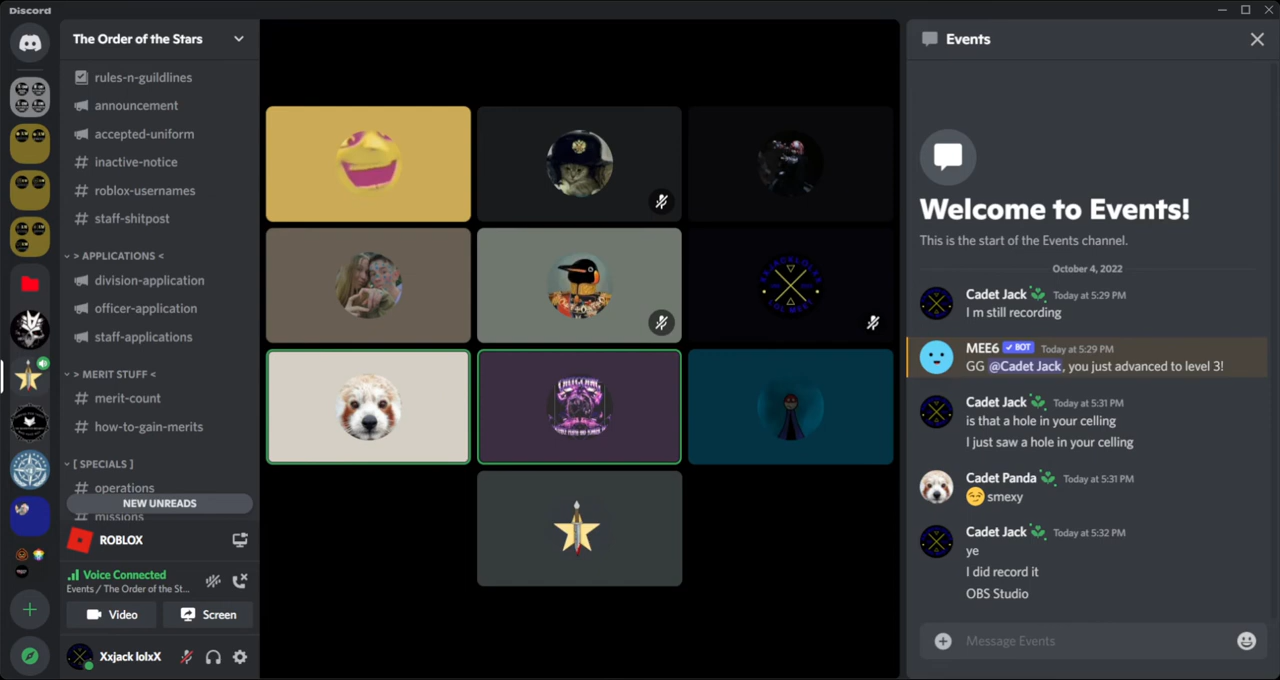 Discord
The Order of the Stars
rules-n-guildlines
announcement
accepted-uniform
inactive-notice
roblox-usernames
staff-shitpost
> APPLICATIONS <
division-application
officer-application
staff-applications
> MERIT STUFF <
merit-count
how-to-gain-merits
[ SPECIALS ]
operations
NEW UNREADS
missions
ROBLOX
Voice Connected
Events / The Order of the St...
Video
Screen
Xxjack lolxX
Events
Welcome to Events!
This is the start of the Events channel.
October 4, 2022
Cadet Jack Today at 5:29 PM
I m still recording
MEE6 ✓ BOT Today at 5:29 PM
GG @Cadet Jack, you just advanced to level 3!
Cadet Jack Today at 5:31 PM
is that a hole in your celling
I just saw a hole in your celling
Cadet Panda Today at 5:31 PM
😏 smexy
Cadet Jack Today at 5:32 PM
ye
I did record it
OBS Studio
Message Events